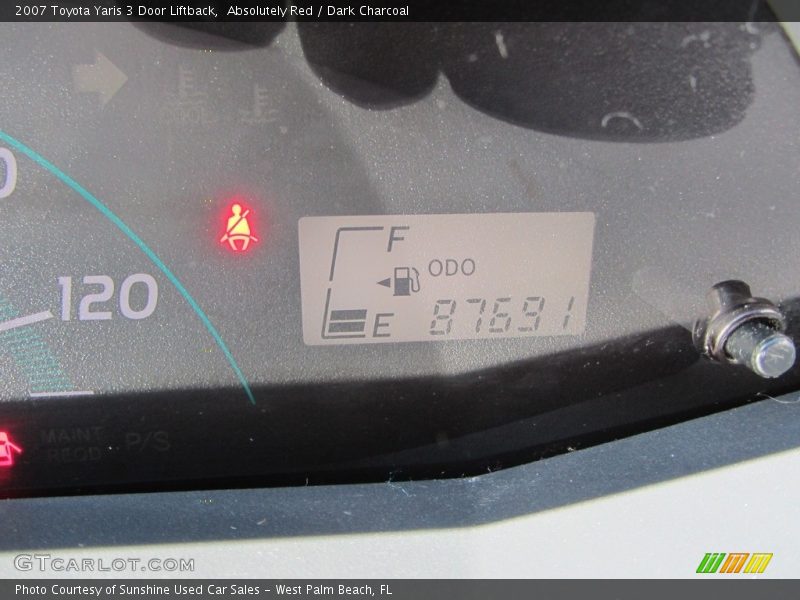 2007 Toyota Yaris 3 Door Liftback, Absolutely Red / Dark Charcoal
F
ODO
120
E 87691
MAINT
REQD P/S
GTCARLOT.COM
Photo Courtesy of Sunshine Used Car Sales - West Palm Beach, FL